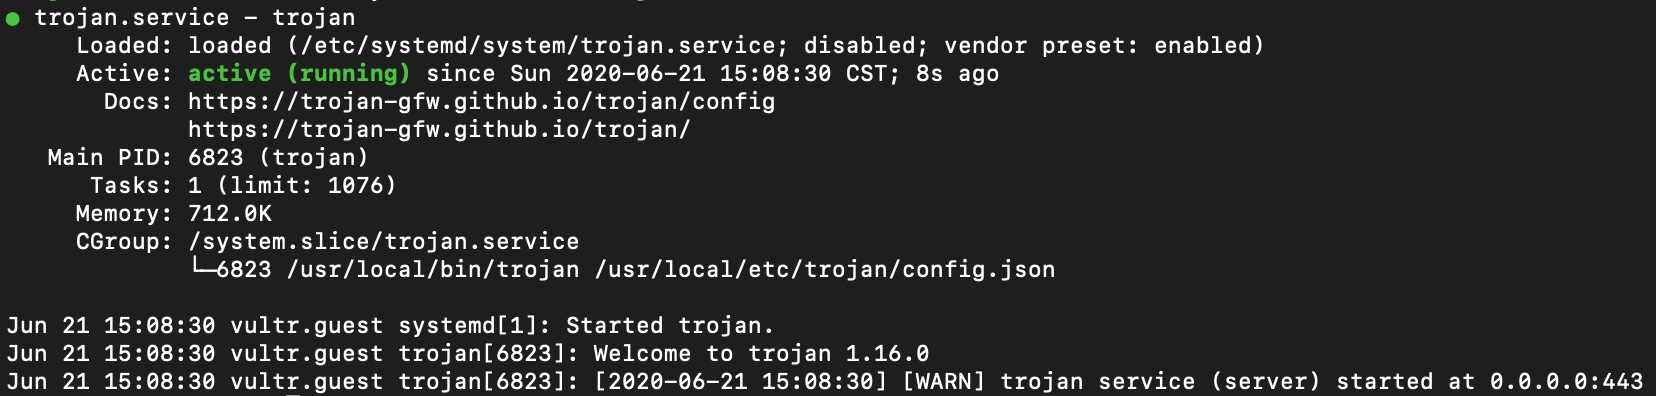 ● trojan.service - trojan
Loaded: loaded (/etc/systemd/system/trojan.service; disabled; vendor preset: enabled)
Active: active (running) since Sun 2020-06-21 15:08:30 CST; 8s ago
Docs: https://trojan-gfw.github.io/trojan/config
https://trojan-gfw.github.io/trojan/
Main PID: 6823 (trojan)
Tasks: 1 (limit: 1076)
Memory: 712.0K
CGroup: /system.slice/trojan.service
└─6823 /usr/local/bin/trojan /usr/local/etc/trojan/config.json
Jun 21 15:08:30 vultr.guest systemd[1]: Started trojan.
Jun 21 15:08:30 vultr.guest trojan[6823]: Welcome to trojan 1.16.0
Jun 21 15:08:30 vultr.guest trojan[6823]: [2020-06-21 15:08:30] [WARN] trojan service (server) started at 0.0.0.0:443